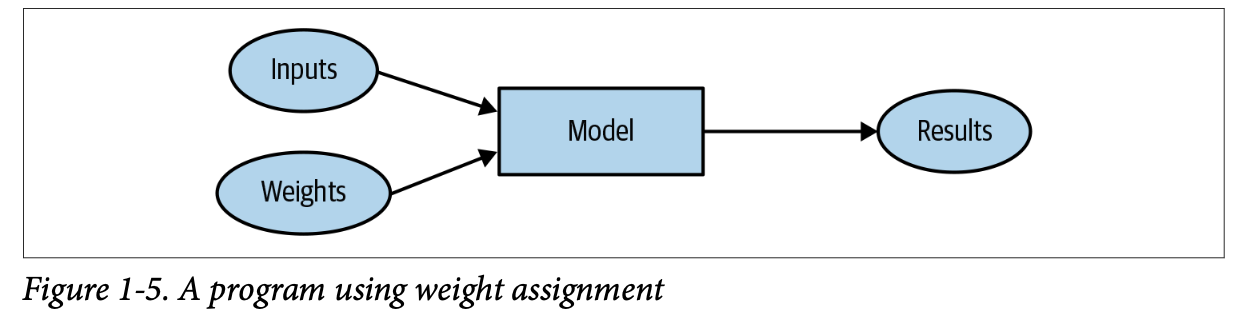 Inputs
Weights
Model
Results
Figure 1-5. A program using weight assignment